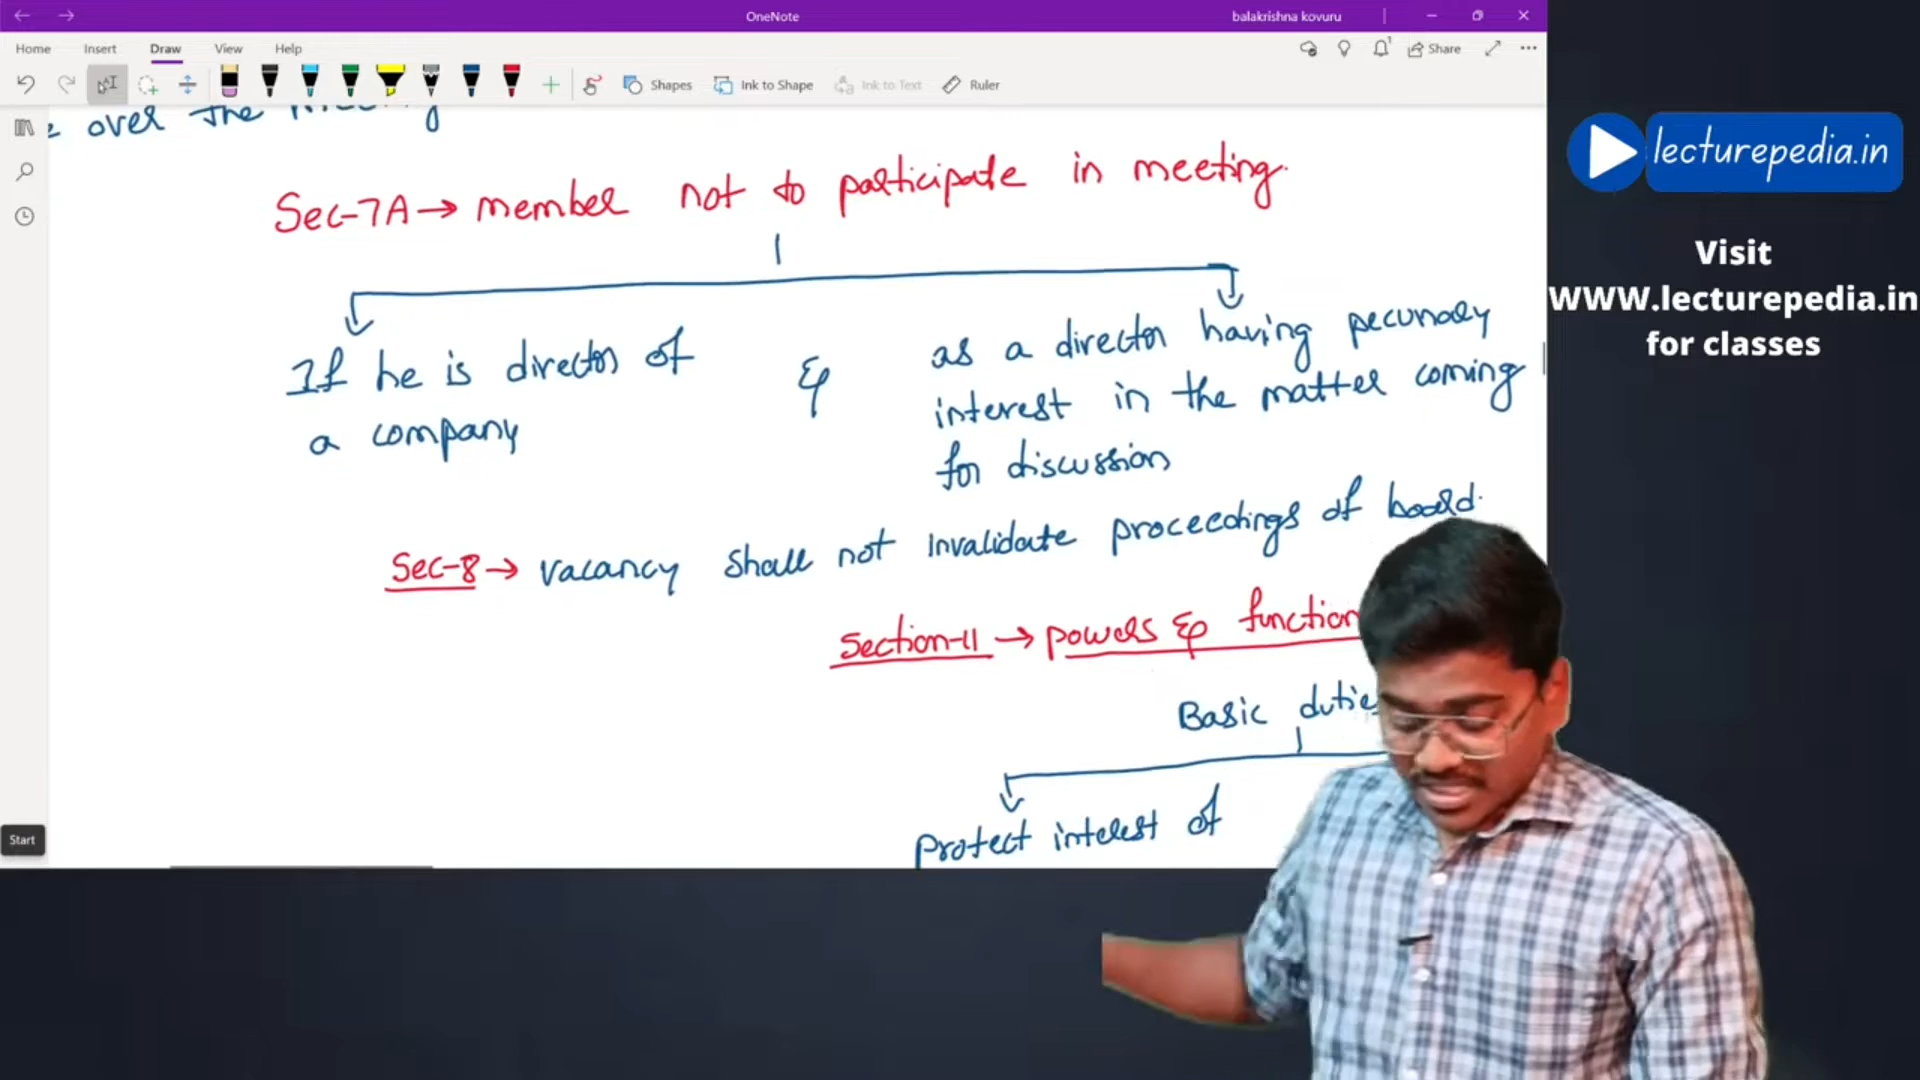 OneNote
balakrishna kovuru
Home Insert Draw View Help
Share
Shapes Ink to Shape Ink to Text Ruler
over the
Sec-7A → member not to participate in meeting.
If he is director of
a company
&
as a director having pecunary
interest in the matter coming
for discussion
Sec-8 → vacancy shall not invalidate proceedings of board.
Section-11 → powers & function
Basic duties
protect interest of
Start
lecturepedia.in
Visit
WWW.lecturepedia.in
for classes